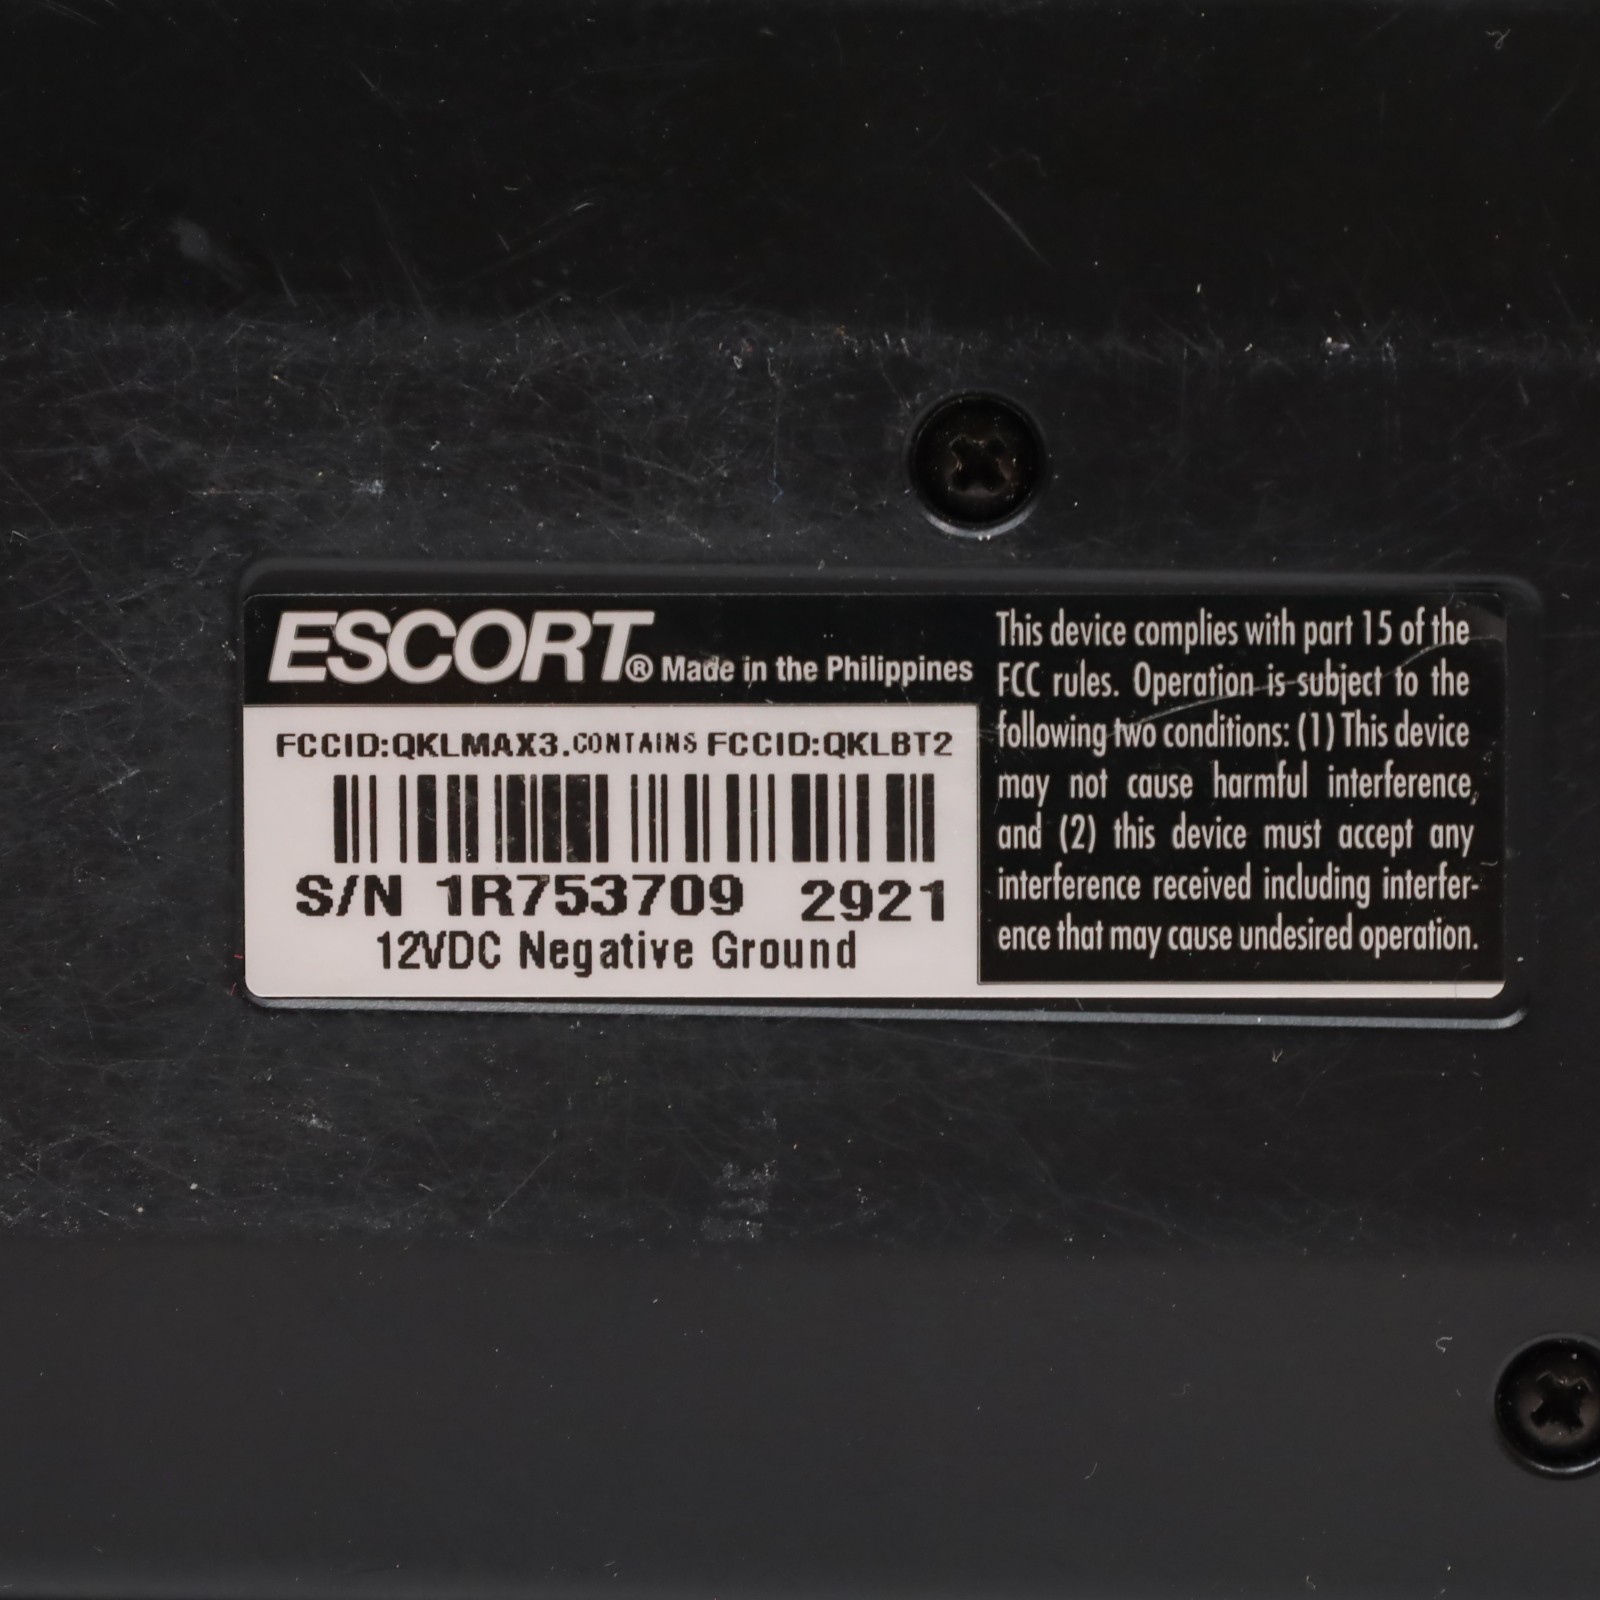 ESCORT® Made in the Philippines
FCCID:QKLMAX3.CONTAINS FCCID:QKLBT2
S/N 1R753709 2921
12VDC Negative Ground
This device complies with part 15 of the
FCC rules. Operation is subject to the
following two conditions: (1) This device
may not cause harmful interference,
and (2) this device must accept any
interference received including interfer-
ence that may cause undesired operation.